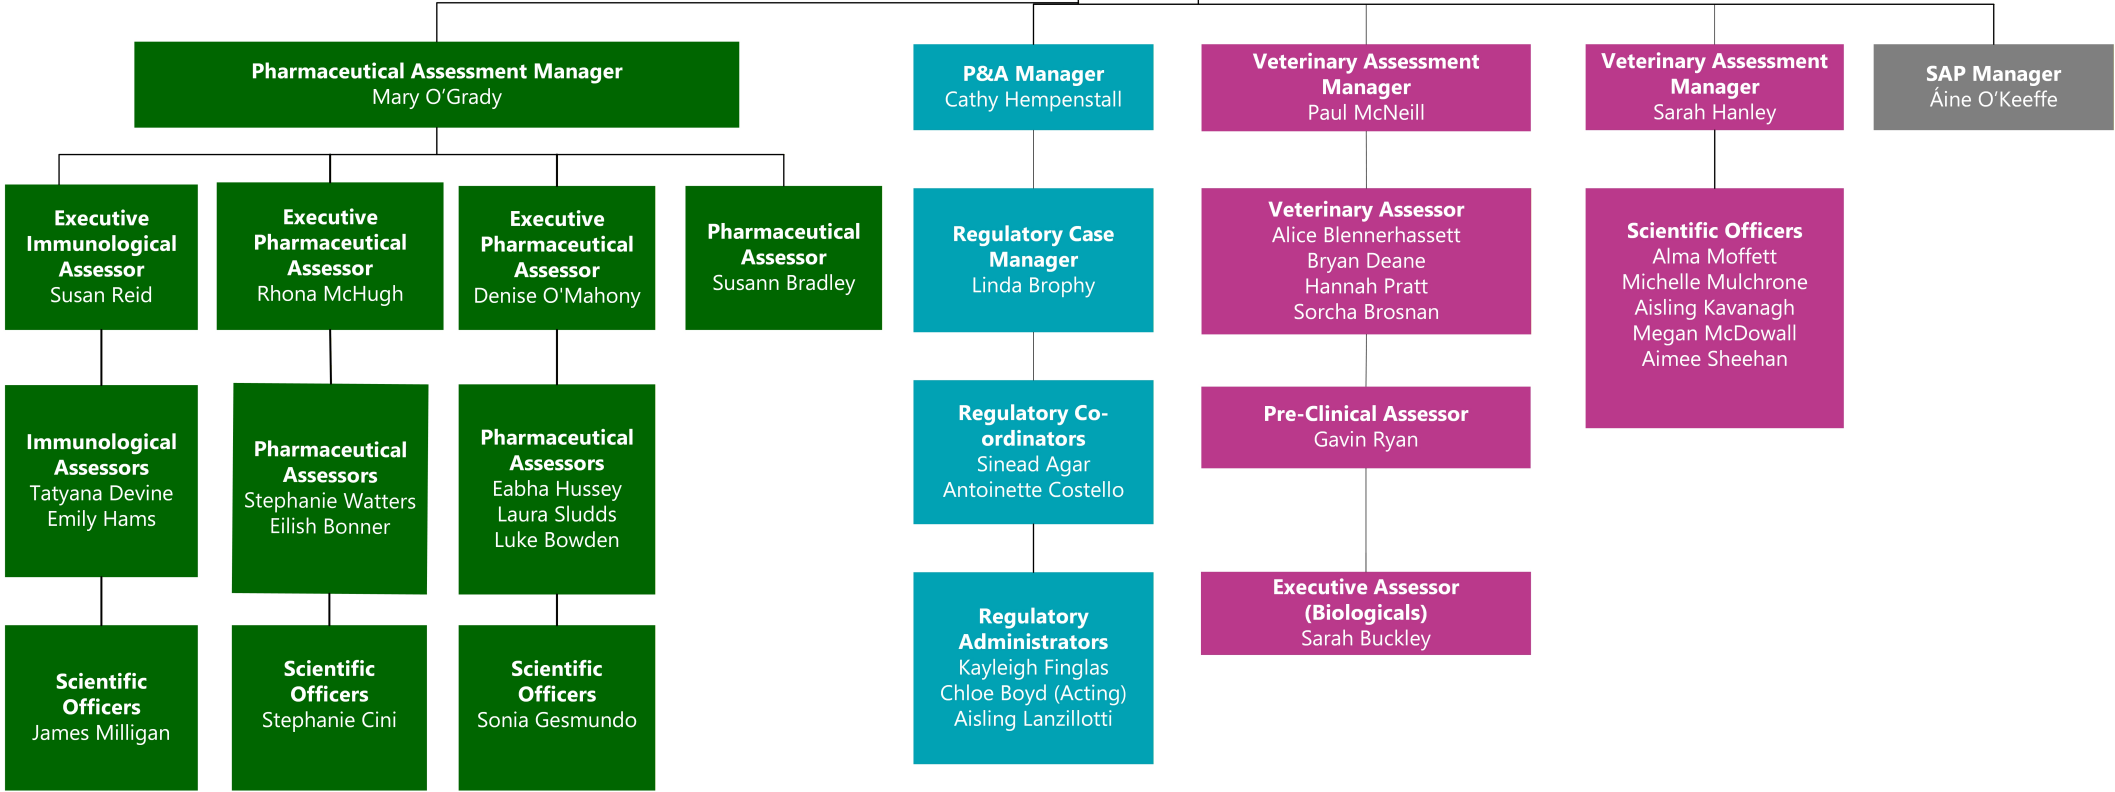 Pharmaceutical Assessment Manager
Mary O’Grady
P&A Manager
Cathy Hempenstall
Veterinary Assessment
Manager
Paul McNeill
Veterinary Assessment
Manager
Sarah Hanley
SAP Manager
Áine O’Keeffe
Executive
Immunological
Assessor
Susan Reid
Executive
Pharmaceutical
Assessor
Rhona McHugh
Executive
Pharmaceutical
Assessor
Denise O'Mahony
Pharmaceutical
Assessor
Susann Bradley
Regulatory Case
Manager
Linda Brophy
Veterinary Assessor
Alice Blennerhassett
Bryan Deane
Hannah Pratt
Sorcha Brosnan
Scientific Officers
Alma Moffett
Michelle Mulchrone
Aisling Kavanagh
Megan McDowall
Aimee Sheehan
Immunological
Assessors
Tatyana Devine
Emily Hams
Pharmaceutical
Assessors
Stephanie Watters
Eilish Bonner
Pharmaceutical
Assessors
Eabha Hussey
Laura Sludds
Luke Bowden
Regulatory Co-
ordinators
Sinead Agar
Antoinette Costello
Pre-Clinical Assessor
Gavin Ryan
Scientific
Officers
James Milligan
Scientific
Officers
Stephanie Cini
Scientific
Officers
Sonia Gesmundo
Regulatory
Administrators
Kayleigh Finglas
Chloe Boyd (Acting)
Aisling Lanzillotti
Executive Assessor
(Biologicals)
Sarah Buckley